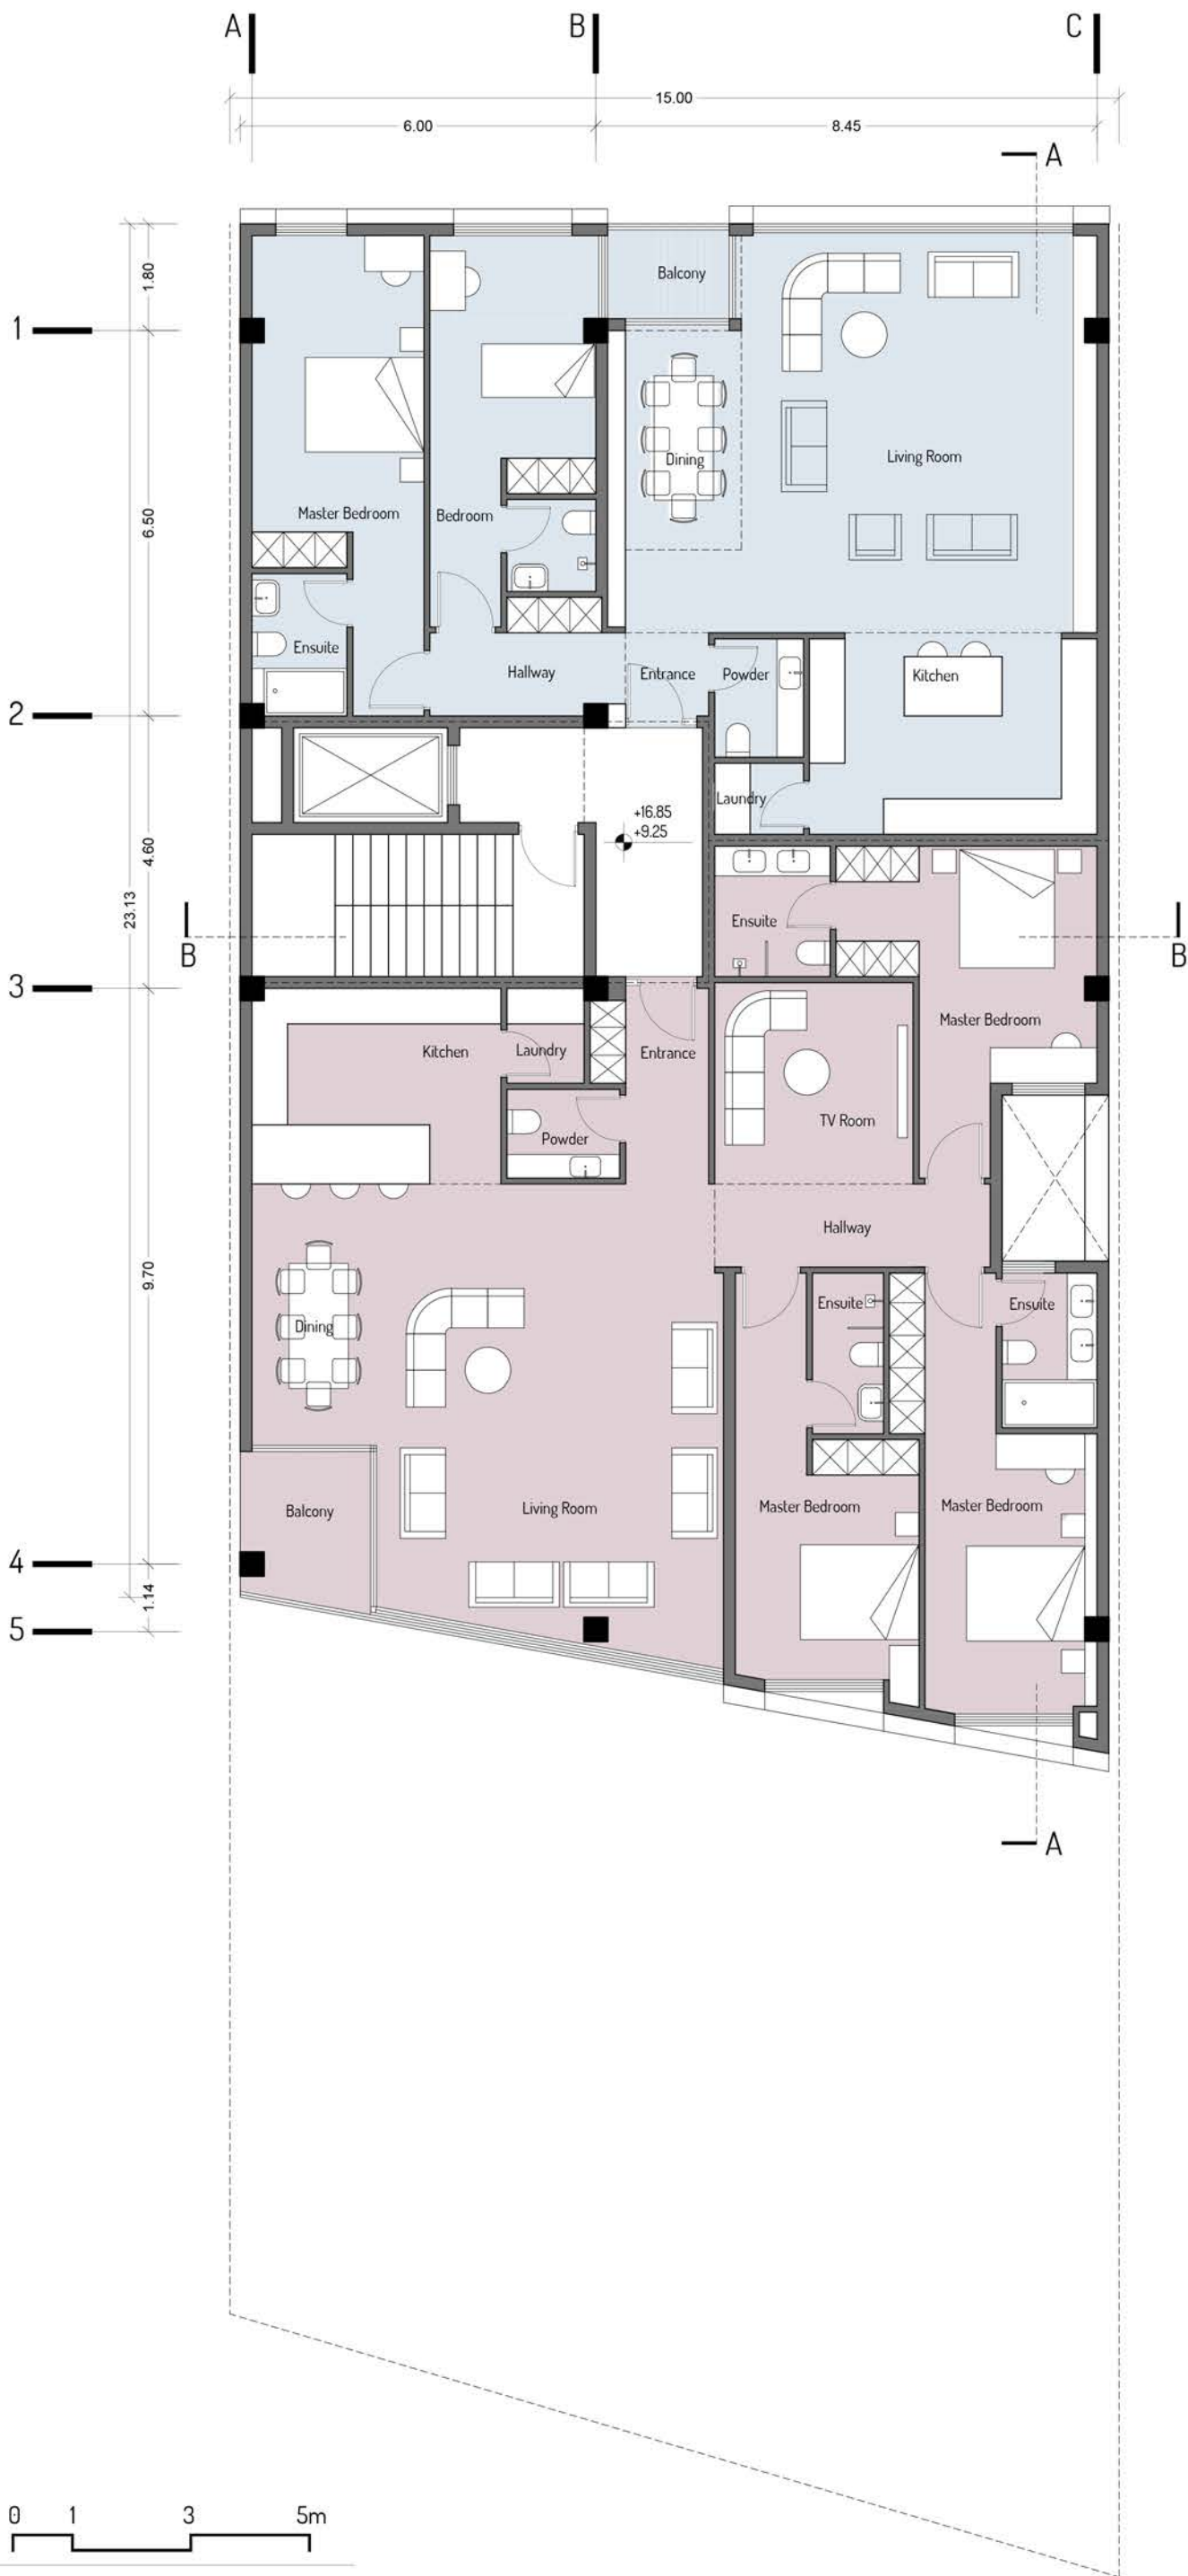 A
B
C
15.00
6.00
8.45
A
1.80
Balcony
1
Dining
Living Room
Master Bedroom
Bedroom
6.50
Ensuite
Hallway
Entrance
Powder
Kitchen
2
Laundry
+16.85
+9.25
4.60
23.13
Ensuite
B
B
3
Master Bedroom
Kitchen
Laundry
Entrance
TV Room
Powder
Hallway
9.70
Ensuite
Ensuite
Dining
Balcony
Living Room
Master Bedroom
Master Bedroom
4
1.14
5
A
0 1 3 5m